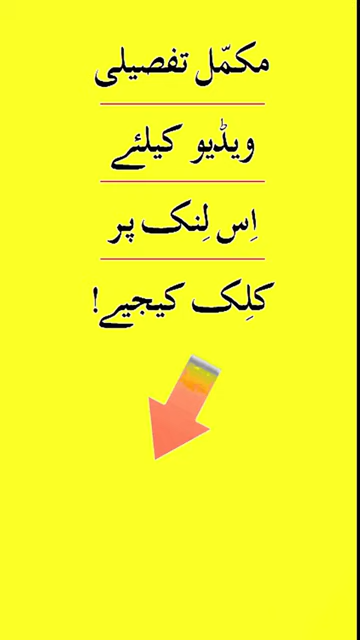 مکمّل تفصیلی
ویڈیو کیلئے
اِس لِنک پر
کلِک کیجیے!